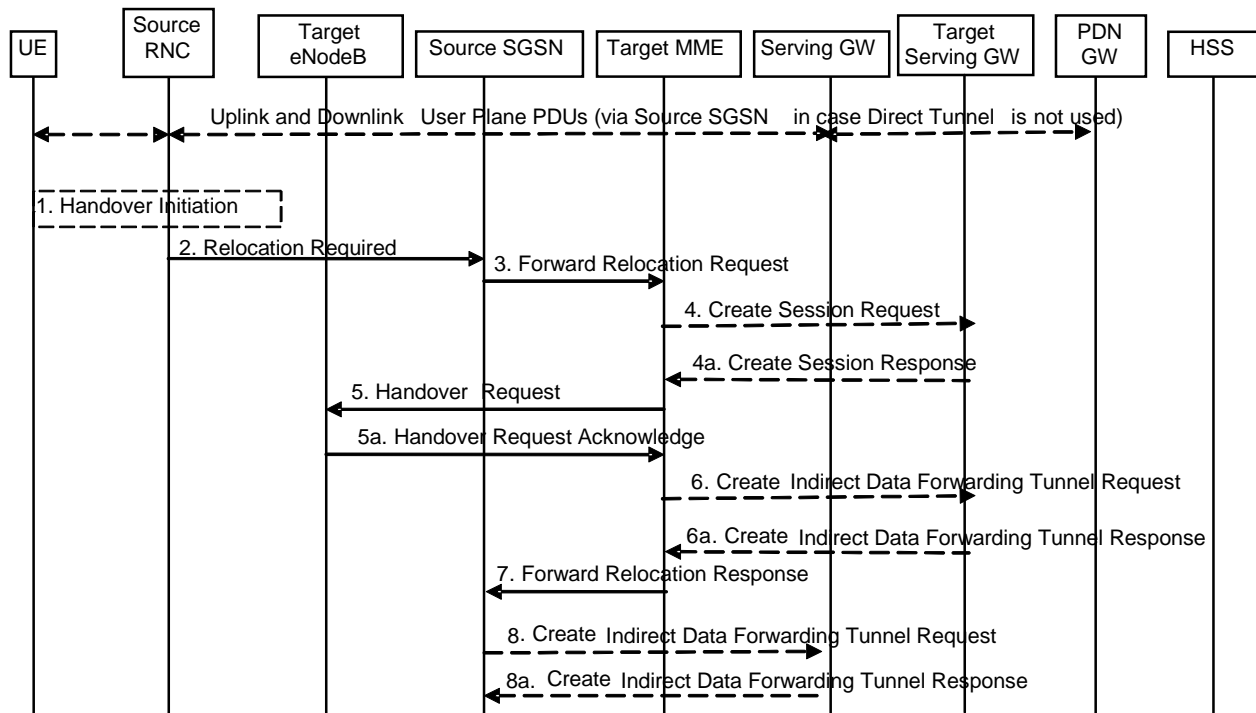 UE
Source
RNC
Target
eNodeB
Source SGSN
Target MME
Serving GW
Target
Serving GW
PDN
GW
HSS
Uplink and Downlink User Plane PDUs (via Source SGSN in case Direct Tunnel is not used)
1. Handover Initiation
2. Relocation Required
3. Forward Relocation Request
4. Create Session Request
4a. Create Session Response
5. Handover Request
5a. Handover Request Acknowledge
6. Create Indirect Data Forwarding Tunnel Request
6a. Create Indirect Data Forwarding Tunnel Response
7. Forward Relocation Response
8. Create Indirect Data Forwarding Tunnel Request
8a. Create Indirect Data Forwarding Tunnel Response